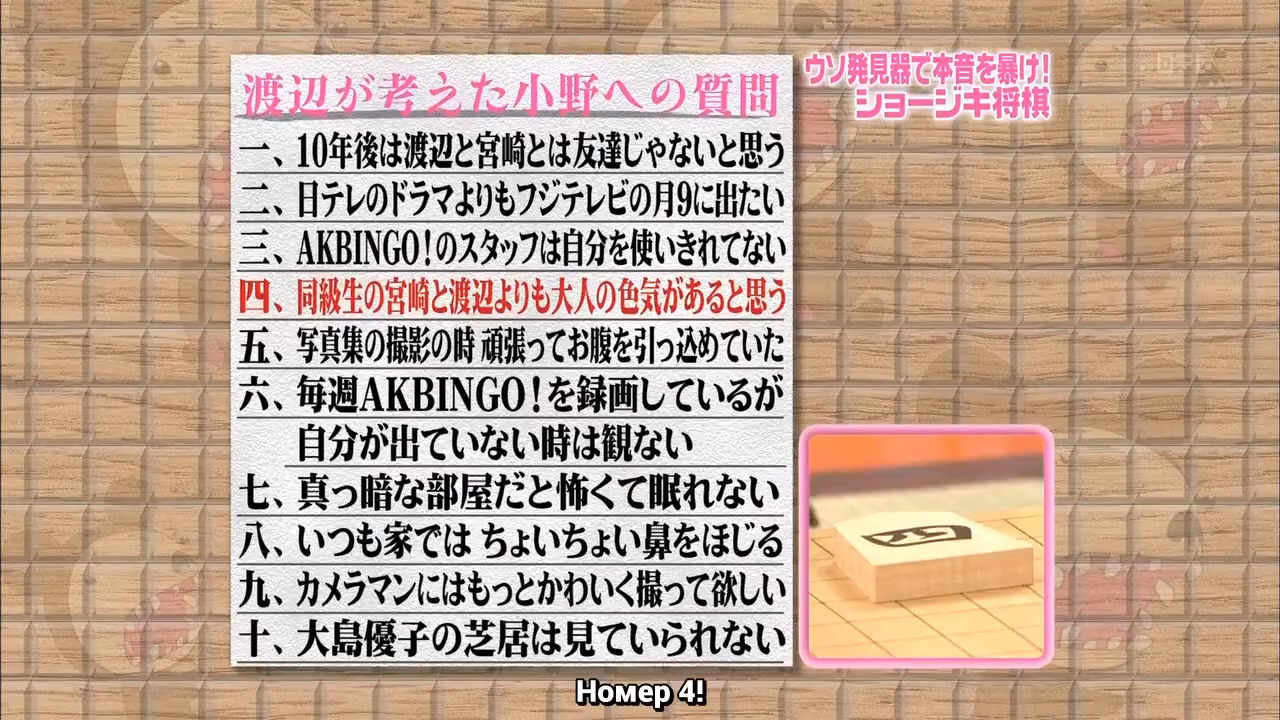 渡辺が考えた小野への質問
一、10年後は渡辺と宮崎とは友達じゃないと思う
二、日テレのドラマよりもフジテレビの月9に出たい
三、AKBINGO!のスタッフは自分を使いきれてない
四、同級生の宮崎と渡辺よりも大人の色気があると思う
五、写真集の撮影の時 頑張ってお腹を引っ込めていた
六、毎週AKBINGO!を録画しているが
自分が出ていない時は観ない
七、真っ暗な部屋だと怖くて眠れない
八、いつも家では ちょいちょい鼻をほじる
九、カメラマンにはもっとかわいく撮って欲しい
十、大島優子の芝居は見ていられない
ウソ発見器で本音を暴け!
ショージキ将棋
四
Номер 4!